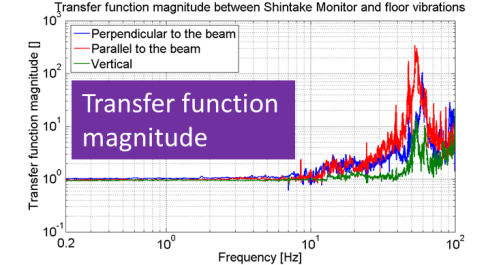 Transfer function magnitude between Shintake Monitor and floor vibrations
10^3
Perpendicular to the beam
Parallel to the beam
Vertical
10^2
Transfer function
magnitude
10^1
10^0
10^-1
Transfer function magnitude []
0.2
10^0
10^1
10^2
Frequency [Hz]